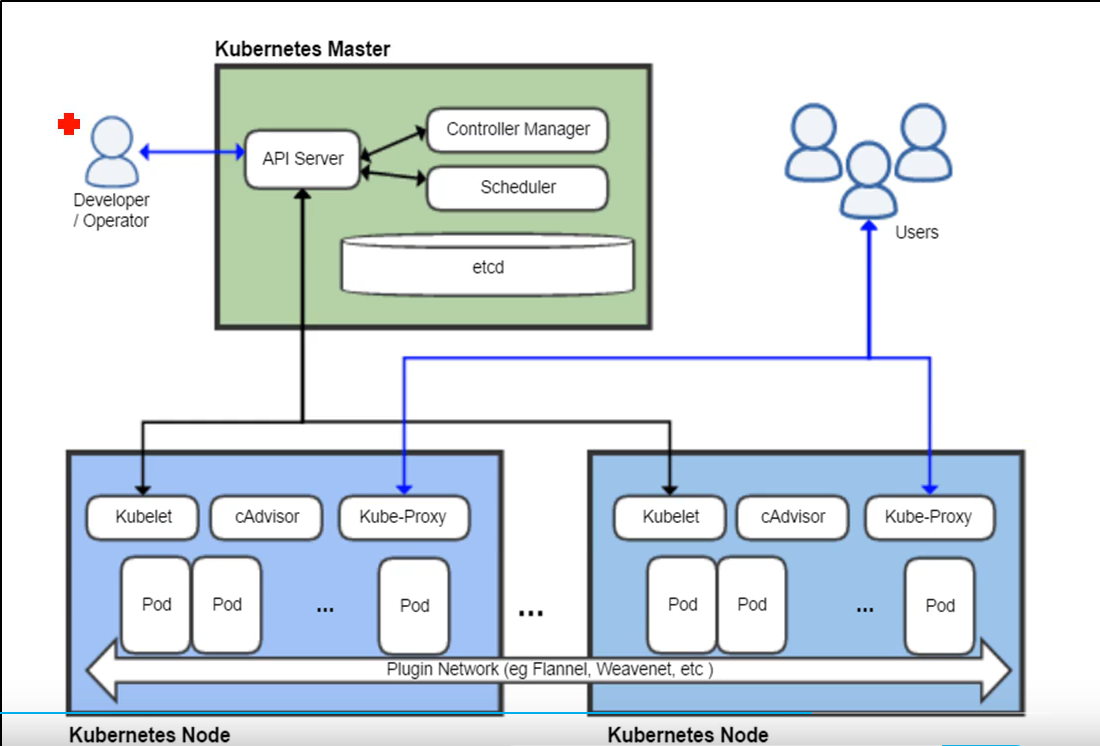 Kubernetes Master
Controller Manager
API Server
Scheduler
Developer
/ Operator
Users
etcd
Kubelet
cAdvisor
Kube-Proxy
Kubelet
cAdvisor
Kube-Proxy
Pod
Pod
...
Pod
...
Pod
Pod
...
Pod
Plugin Network (eg Flannel, Weavenet, etc )
Kubernetes Node
Kubernetes Node